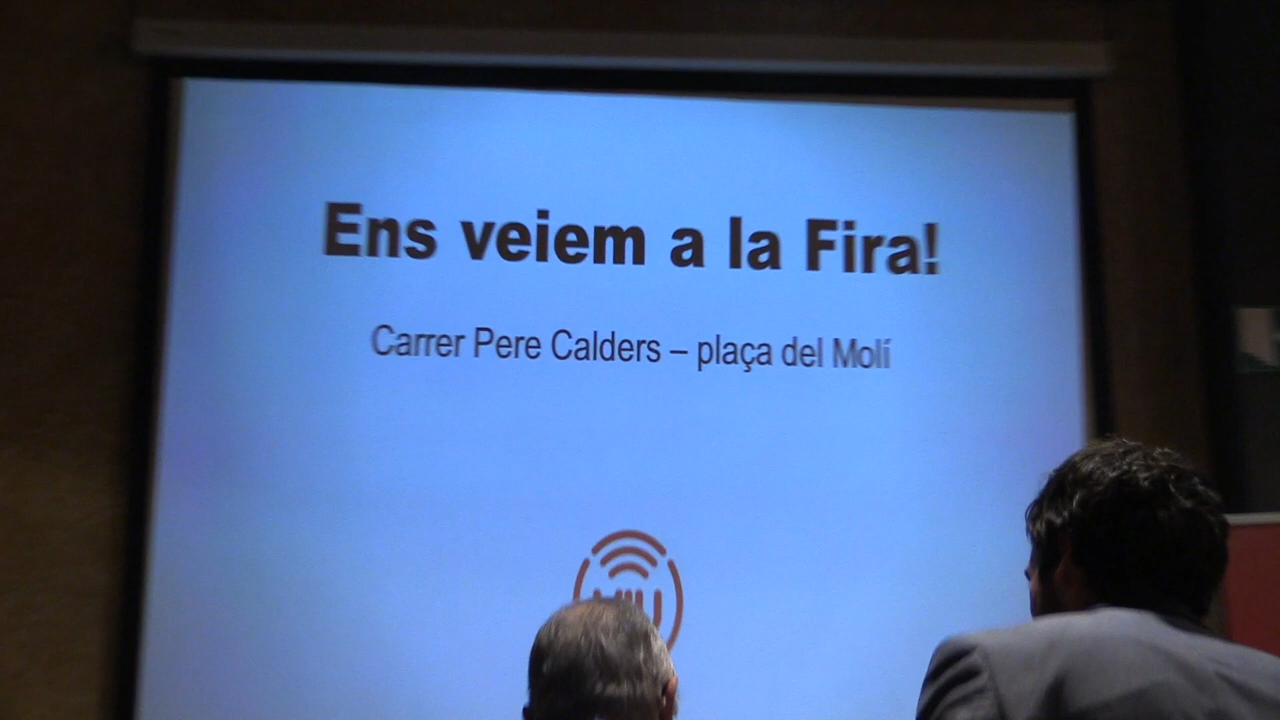 Ens veiem a la Fira!
Carrer Pere Calders – plaça del Molí